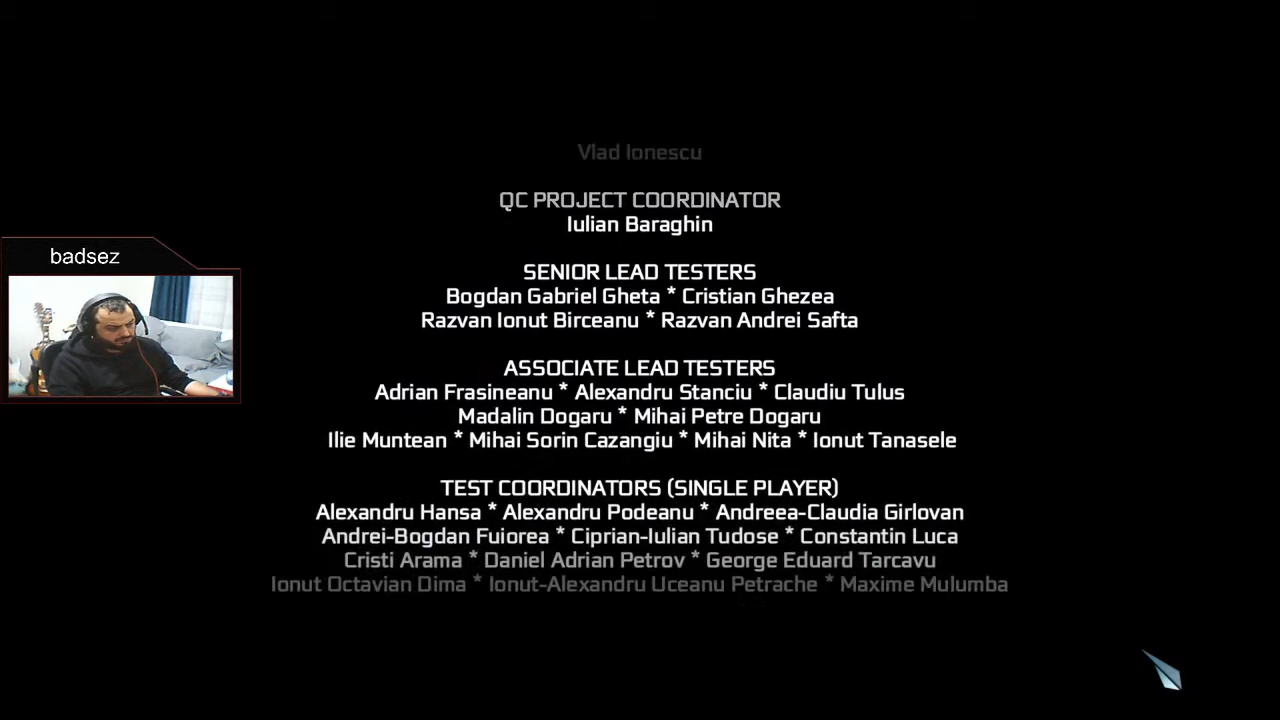 Vlad Ionescu
QC PROJECT COORDINATOR
Iulian Baraghin
badsez
SENIOR LEAD TESTERS
Bogdan Gabriel Gheta * Cristian Ghezea
Razvan Ionut Birceanu * Razvan Andrei Safta
ASSOCIATE LEAD TESTERS
Adrian Frasineanu * Alexandru Stanciu * Claudiu Tulus
Madalin Dogaru * Mihai Petre Dogaru
Ilie Muntean * Mihai Sorin Cazangiu * Mihai Nita * Ionut Tanasele
TEST COORDINATORS (SINGLE PLAYER)
Alexandru Hansa * Alexandru Podeanu * Andreea-Claudia Girlovan
Andrei-Bogdan Fuiorea * Ciprian-Iulian Tudose * Constantin Luca
Cristi Arama * Daniel Adrian Petrov * George Eduard Tarcavu
Ionut Octavian Dima * Ionut-Alexandru Uceanu Petrache * Maxime Mulumba